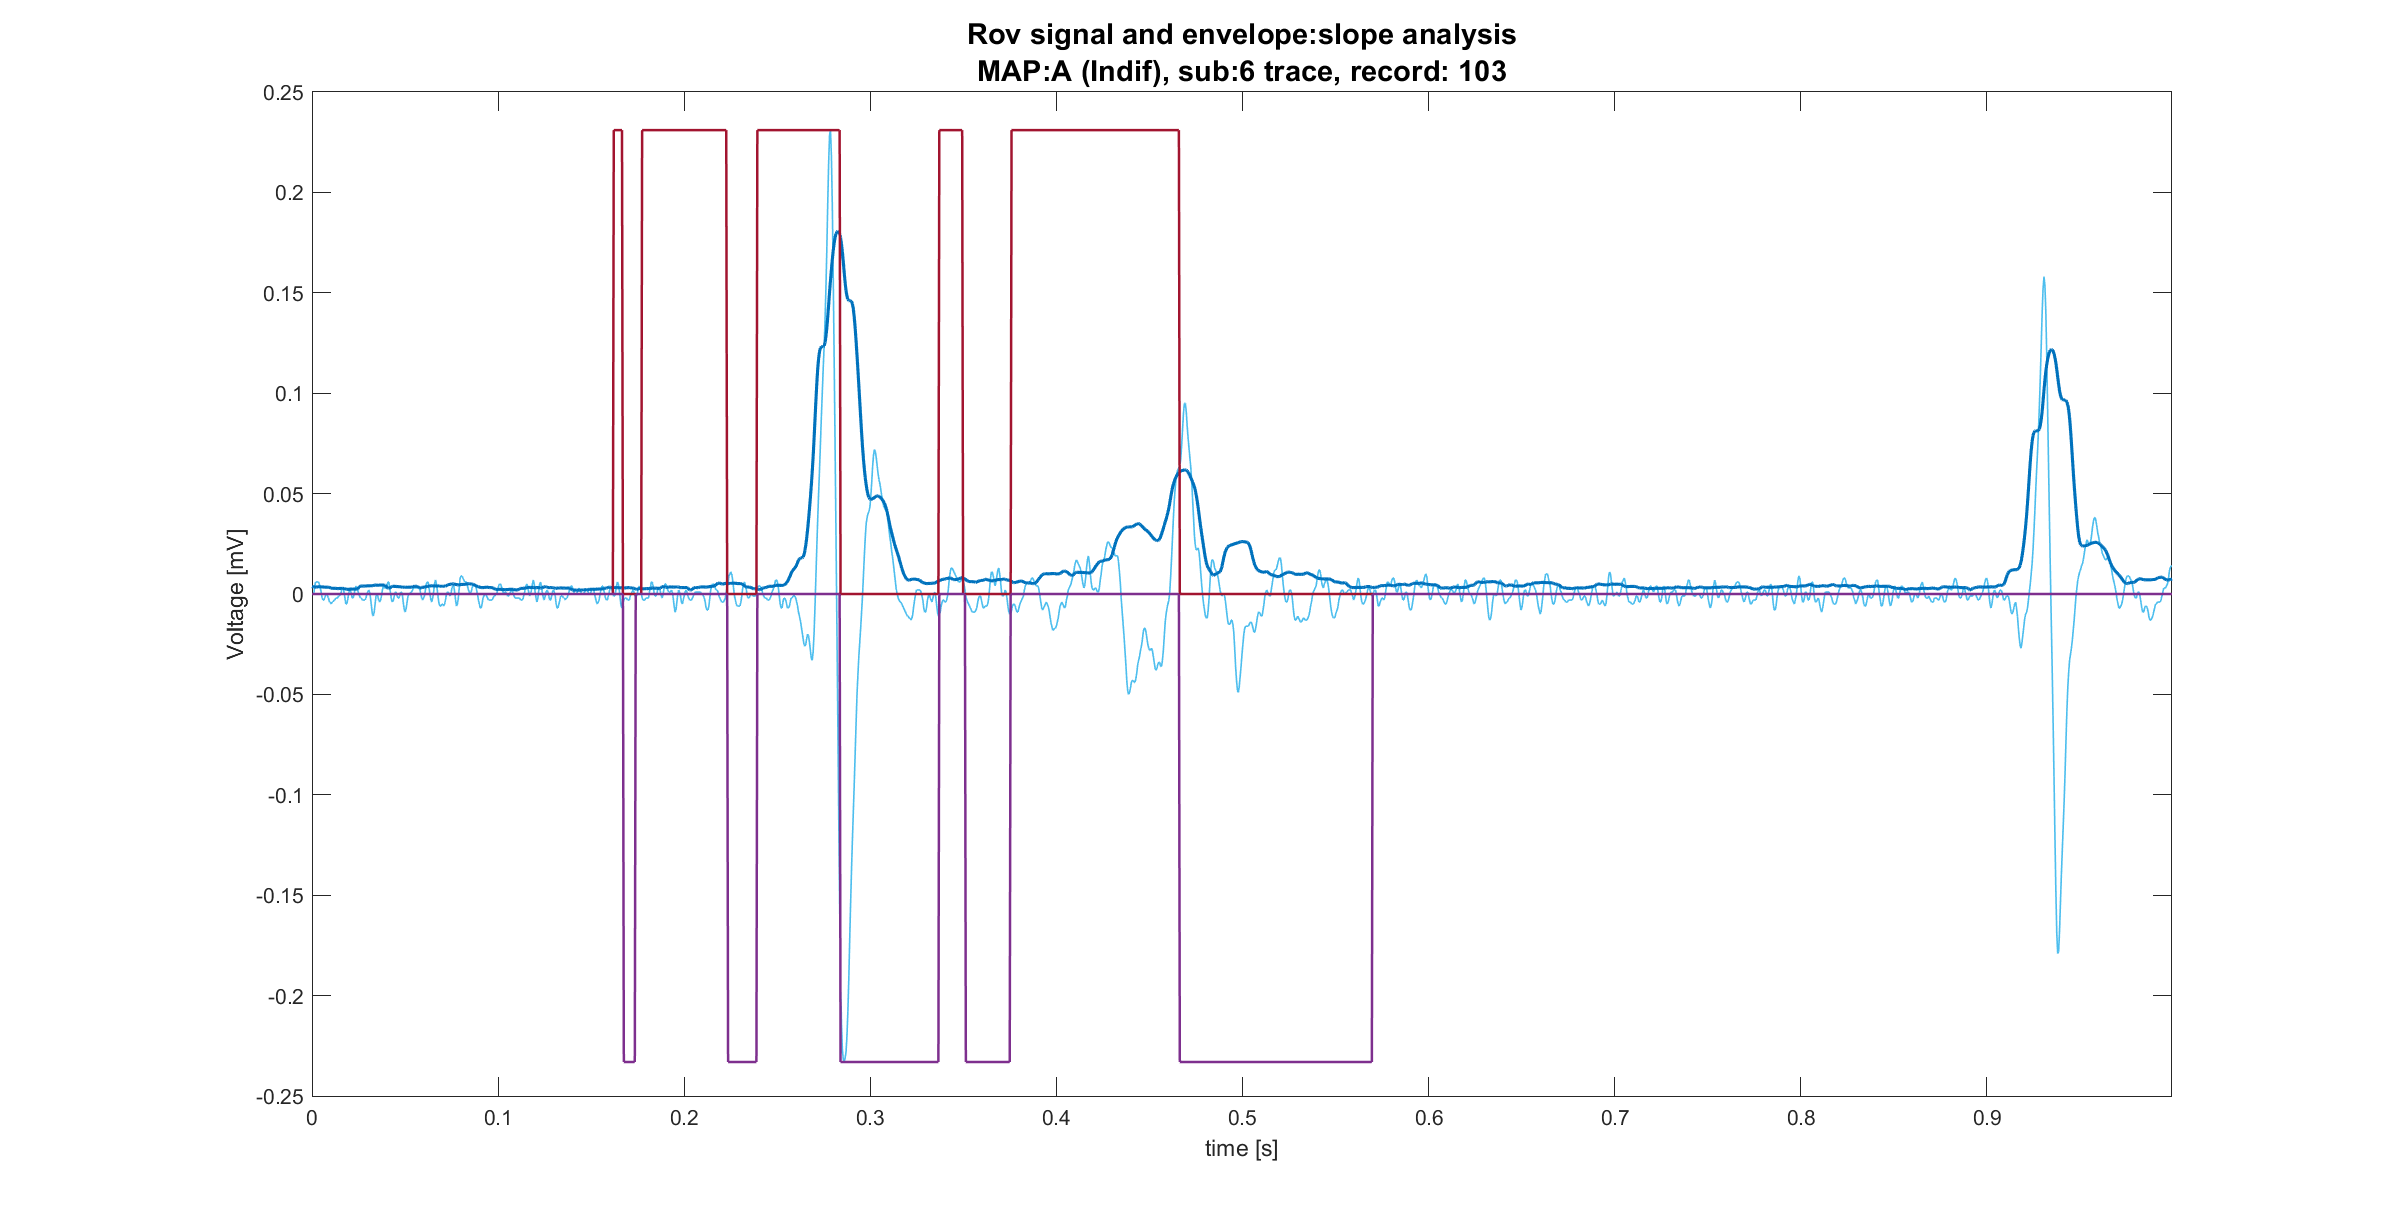 Rov signal and envelope:slope analysis
MAP:A (Indif), sub:6 trace, record: 103
0.25
0.2
0.15
0.1
0.05
0
-0.05
-0.1
-0.15
-0.2
-0.25
Voltage [mV]
0 0.1 0.2 0.3 0.4 0.5 0.6 0.7 0.8 0.9
time [s]